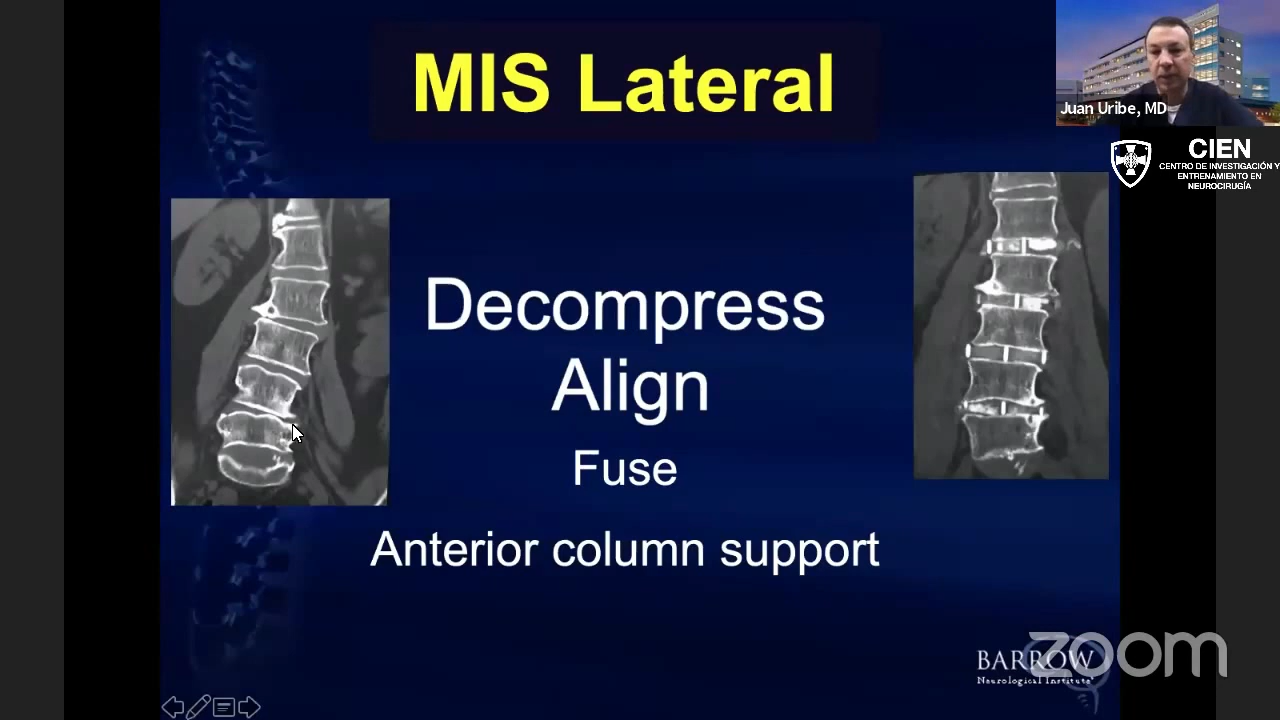 MIS Lateral
Juan Uribe, MD
CIEN
CENTRO DE INVESTIGACIÓN Y
ENTRENAMIENTO EN
NEUROCIRUGÍA
Decompress
Align
Fuse
Anterior column support
BARROW
Neurological Institute
zoom